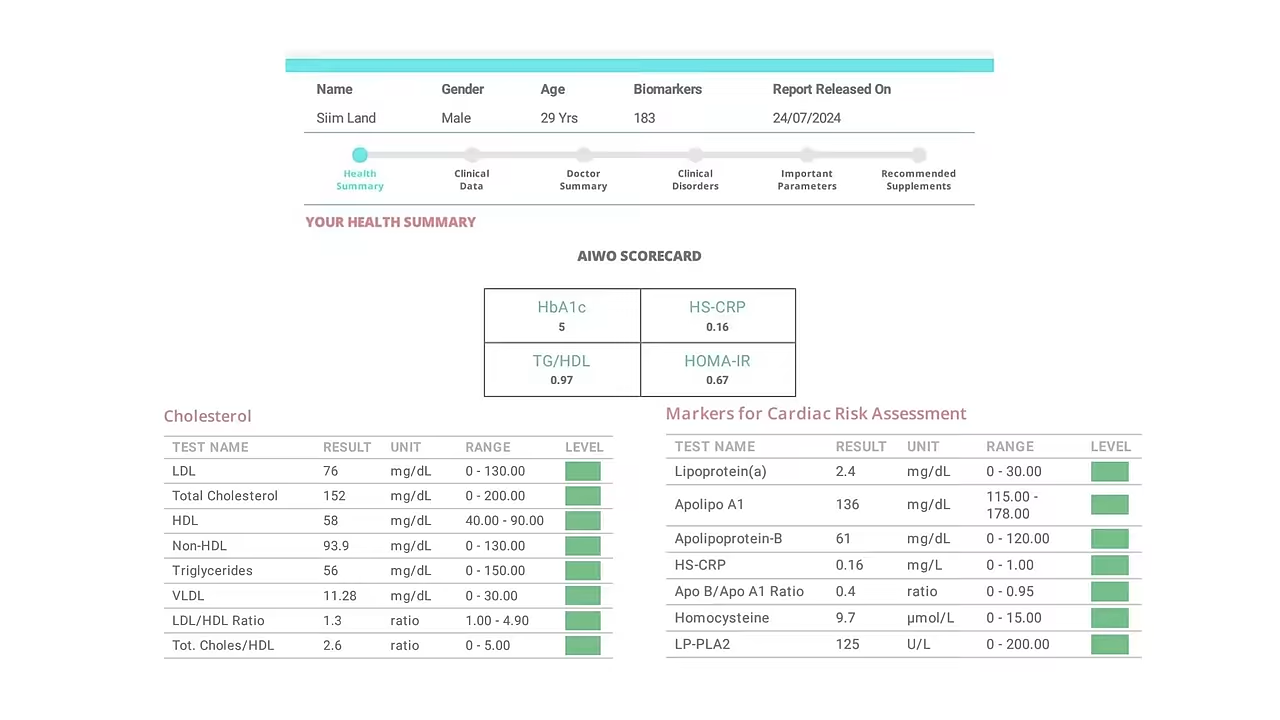 Name Gender Age Biomarkers Report Released On
Siim Land Male 29 Yrs 183 24/07/2024
Health Summary Clinical Data Doctor Summary Clinical Disorders Important Parameters Recommended Supplements
YOUR HEALTH SUMMARY
AIWO SCORECARD
HbA1c HS-CRP
5 0.16
TG/HDL HOMA-IR
0.97 0.67
Cholesterol
TEST NAME RESULT UNIT RANGE LEVEL
LDL 76 mg/dL 0 - 130.00
Total Cholesterol 152 mg/dL 0 - 200.00
HDL 58 mg/dL 40.00 - 90.00
Non-HDL 93.9 mg/dL 0 - 130.00
Triglycerides 56 mg/dL 0 - 150.00
VLDL 11.28 mg/dL 0 - 30.00
LDL/HDL Ratio 1.3 ratio 1.00 - 4.90
Tot. Choles/HDL 2.6 ratio 0 - 5.00
Markers for Cardiac Risk Assessment
TEST NAME RESULT UNIT RANGE LEVEL
Lipoprotein(a) 2.4 mg/dL 0 - 30.00
Apolipo A1 136 mg/dL 115.00 - 178.00
Apolipoprotein-B 61 mg/dL 0 - 120.00
HS-CRP 0.16 mg/L 0 - 1.00
Apo B/Apo A1 Ratio 0.4 ratio 0 - 0.95
Homocysteine 9.7 µmol/L 0 - 15.00
LP-PLA2 125 U/L 0 - 200.00